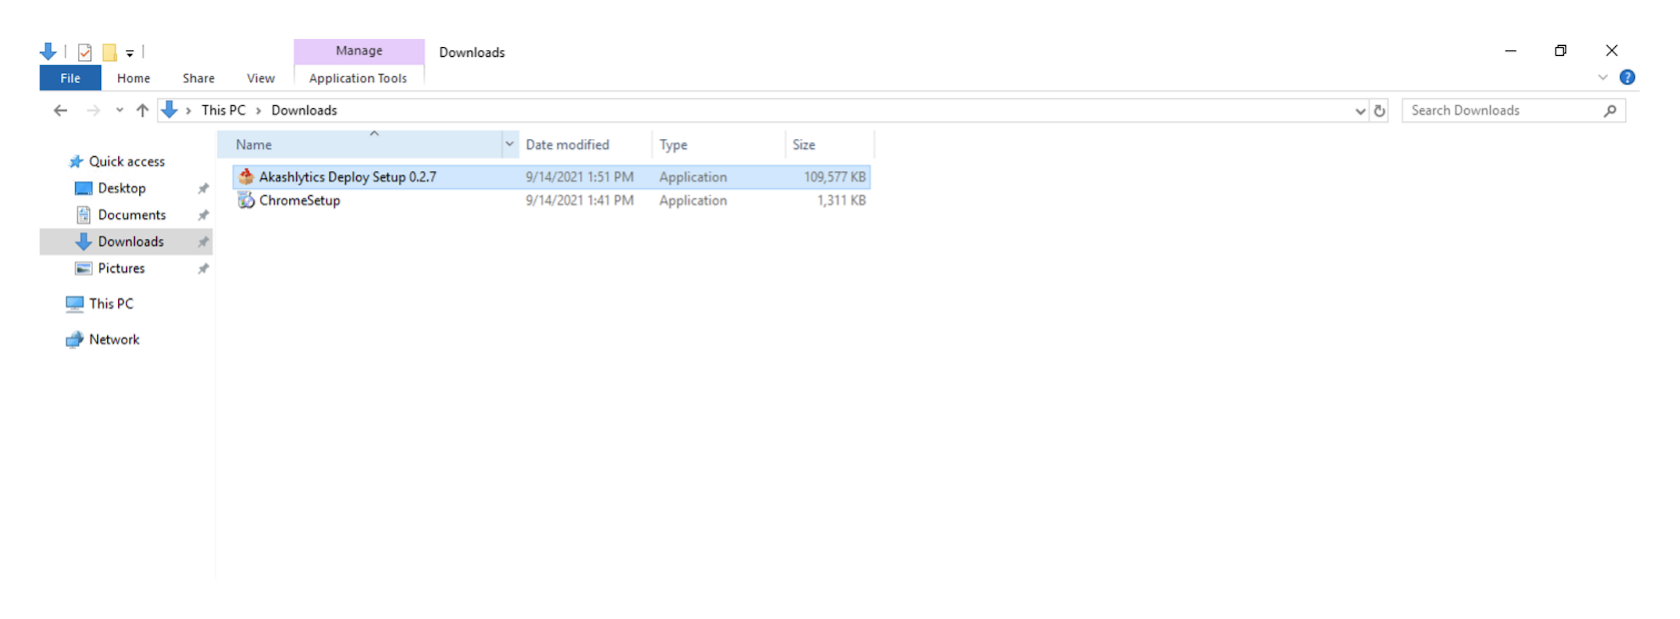 Manage Downloads
File Home Share View Application Tools
This PC Downloads Search Downloads
Name Date modified Type Size
Quick access
Desktop
Documents
Downloads
Pictures
This PC
Network
Akashlytics Deploy Setup 0.2.7 9/14/2021 1:51 PM Application 109,577 KB
ChromeSetup 9/14/2021 1:41 PM Application 1,311 KB